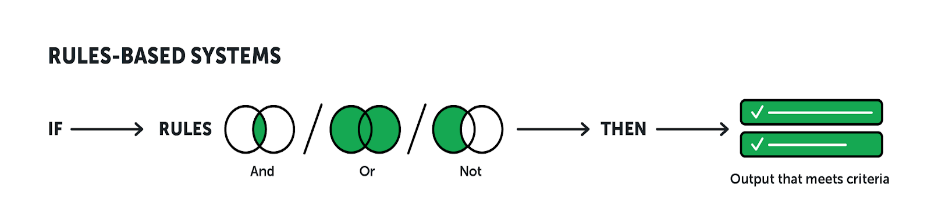 RULES-BASED SYSTEMS
IF RULES THEN
And Or Not
Output that meets criteria